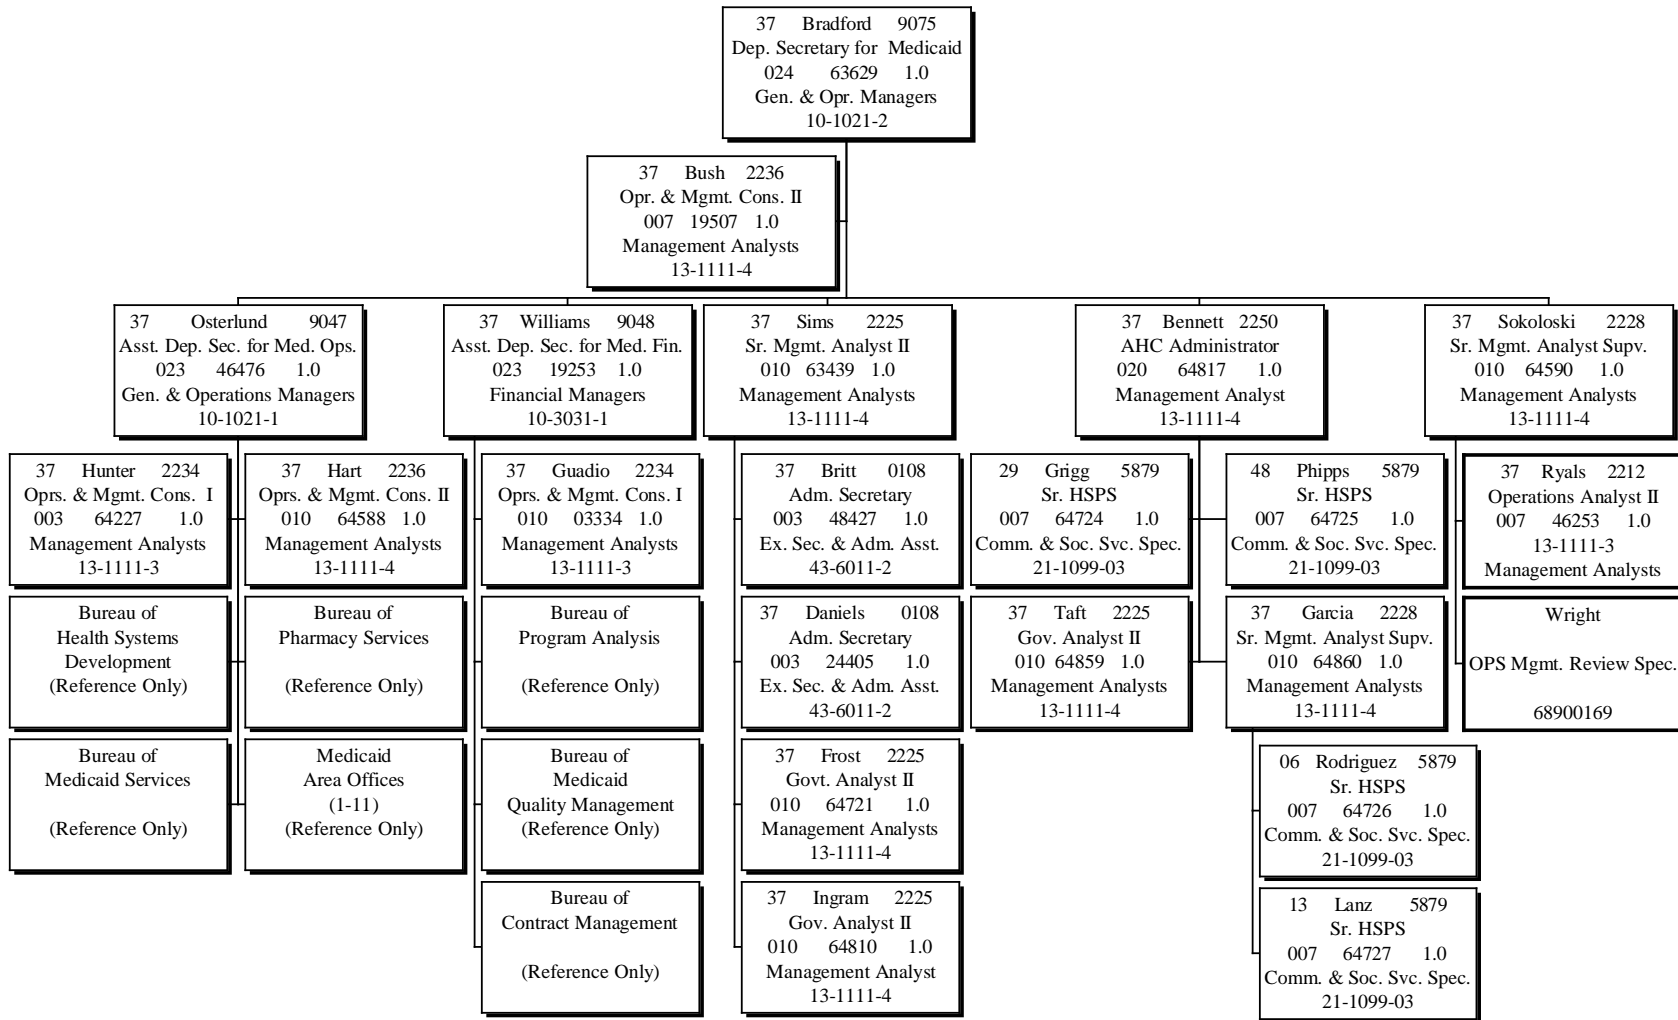 37 Bradford 9075
Dep. Secretary for Medicaid
024 63629 1.0
Gen. & Opr. Managers
10-1021-2
37 Bush 2236
Opr. & Mgmt. Cons. II
007 19507 1.0
Management Analysts
13-1111-4
37 Osterlund 9047
Asst. Dep. Sec. for Med. Ops.
023 46476 1.0
Gen. & Operations Managers
10-1021-1
37 Williams 9048
Asst. Dep. Sec. for Med. Fin.
023 19253 1.0
Financial Managers
10-3031-1
37 Sims 2225
Sr. Mgmt. Analyst II
010 63439 1.0
Management Analysts
13-1111-4
37 Bennett 2250
AHC Administrator
020 64817 1.0
Management Analyst
13-1111-4
37 Sokoloski 2228
Sr. Mgmt. Analyst Supv.
010 64590 1.0
Management Analysts
13-1111-4
37 Hunter 2234
Oprs. & Mgmt. Cons. I
003 64227 1.0
Management Analysts
13-1111-3
37 Hart 2236
Oprs. & Mgmt. Cons. II
010 64588 1.0
Management Analysts
13-1111-4
37 Guadio 2234
Oprs. & Mgmt. Cons. I
010 03334 1.0
Management Analysts
13-1111-3
37 Britt 0108
Adm. Secretary
003 48427 1.0
Ex. Sec. & Adm. Asst.
43-6011-2
29 Grigg 5879
Sr. HSPS
007 64724 1.0
Comm. & Soc. Svc. Spec.
21-1099-03
48 Phipps 5879
Sr. HSPS
007 64725 1.0
Comm. & Soc. Svc. Spec.
21-1099-03
37 Ryals 2212
Operations Analyst II
007 46253 1.0
13-1111-3
Management Analysts
Bureau of
Health Systems
Development
(Reference Only)
Bureau of
Pharmacy Services
(Reference Only)
Bureau of
Program Analysis
(Reference Only)
37 Daniels 0108
Adm. Secretary
003 24405 1.0
Ex. Sec. & Adm. Asst.
43-6011-2
37 Taft 2225
Gov. Analyst II
010 64859 1.0
Management Analysts
13-1111-4
37 Garcia 2228
Sr. Mgmt. Analyst Supv.
010 64860 1.0
Management Analysts
13-1111-4
Wright
OPS Mgmt. Review Spec.
68900169
Bureau of
Medicaid Services
(Reference Only)
Medicaid
Area Offices
(1-11)
(Reference Only)
Bureau of
Medicaid
Quality Management
(Reference Only)
37 Frost 2225
Govt. Analyst II
010 64721 1.0
Management Analysts
13-1111-4
06 Rodriguez 5879
Sr. HSPS
007 64726 1.0
Comm. & Soc. Svc. Spec.
21-1099-03
Bureau of
Contract Management
(Reference Only)
37 Ingram 2225
Gov. Analyst II
010 64810 1.0
Management Analyst
13-1111-4
13 Lanz 5879
Sr. HSPS
007 64727 1.0
Comm. & Soc. Svc. Spec.
21-1099-03